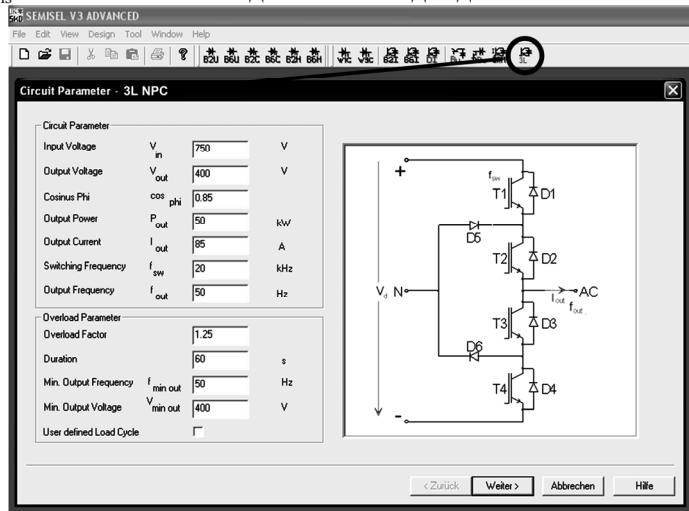 SEMISEL V3 ADVANCED
File Edit View Design Tool Window Help
B2U B6U B2C B6C B2H B6H W1C W3C B2I B6I 3L
Circuit Parameter - 3L NPC
Circuit Parameter
Input Voltage V in 750 V
Output Voltage V out 400 V
Cosinus Phi cos phi 0.85
Output Power P out 50 kW
Output Current I out 85 A
Switching Frequency f sw 20 kHz
Output Frequency f out 50 Hz
Overload Parameter
Overload Factor 1.25
Duration 60 s
Min. Output Frequency f min out 50 Hz
Min. Output Voltage V min out 400 V
User defined Load Cycle
+
f sw
T1 D1
D5
T2 D2
V d N AC
I out f out
T3 D3
D6
T4 D4
-
< Zurück Weiter > Abbrechen Hilfe